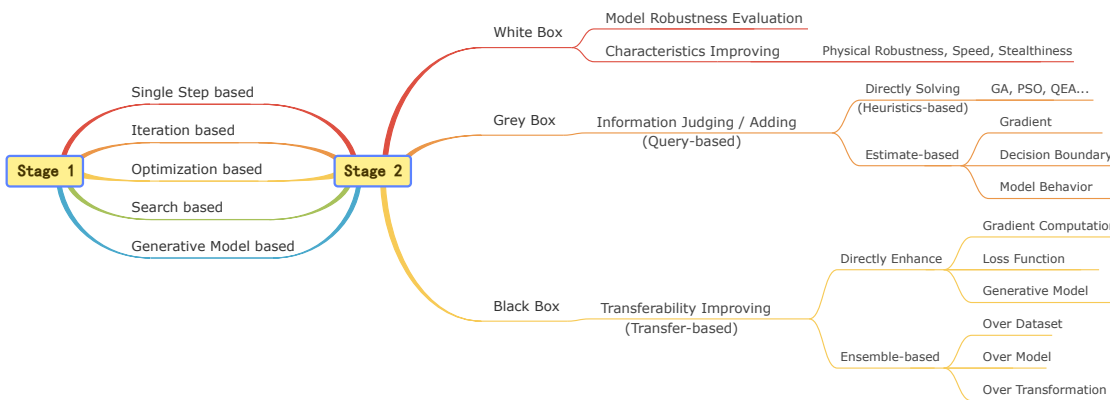 Stage 1
Single Step based
Iteration based
Optimization based
Search based
Generative Model based
Stage 2
White Box
Model Robustness Evaluation
Characteristics Improving
Physical Robustness, Speed, Stealthiness
Grey Box
Information Judging / Adding
(Query-based)
Directly Solving
(Heuristics-based)
GA, PSO, QEA...
Estimate-based
Gradient
Decision Boundary
Model Behavior
Black Box
Transferability Improving
(Transfer-based)
Directly Enhance
Gradient Computation
Loss Function
Generative Model
Ensemble-based
Over Dataset
Over Model
Over Transformation